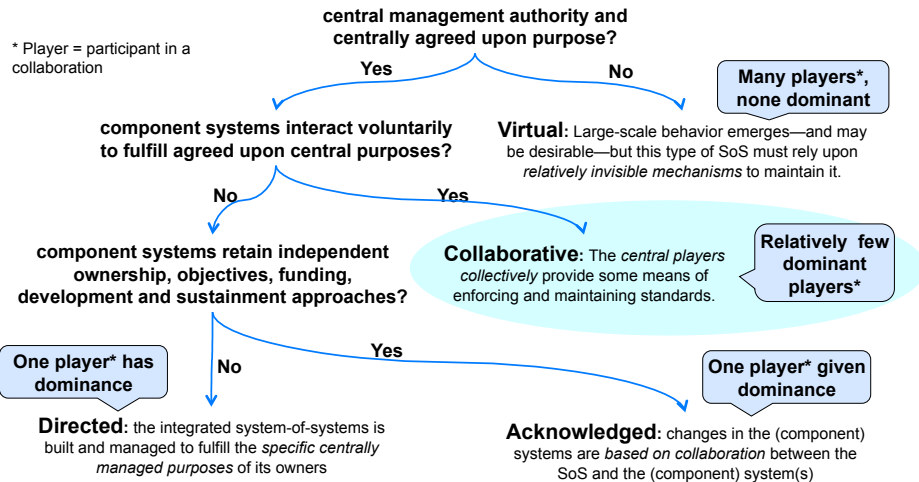 central management authority and
centrally agreed upon purpose?
* Player = participant in a
collaboration
Yes
No
Many players*,
none dominant
component systems interact voluntarily
to fulfill agreed upon central purposes?
Virtual: Large-scale behavior emerges—and may
be desirable—but this type of SoS must rely upon
relatively invisible mechanisms to maintain it.
No
Yes
component systems retain independent
ownership, objectives, funding,
development and sustainment approaches?
Collaborative: The central players
collectively provide some means of
enforcing and maintaining standards.
Relatively few
dominant
players*
One player* has
dominance
No
Yes
One player* given
dominance
Directed: the integrated system-of-systems is
built and managed to fulfill the specific centrally
managed purposes of its owners
Acknowledged: changes in the (component)
systems are based on collaboration between the
SoS and the (component) system(s)